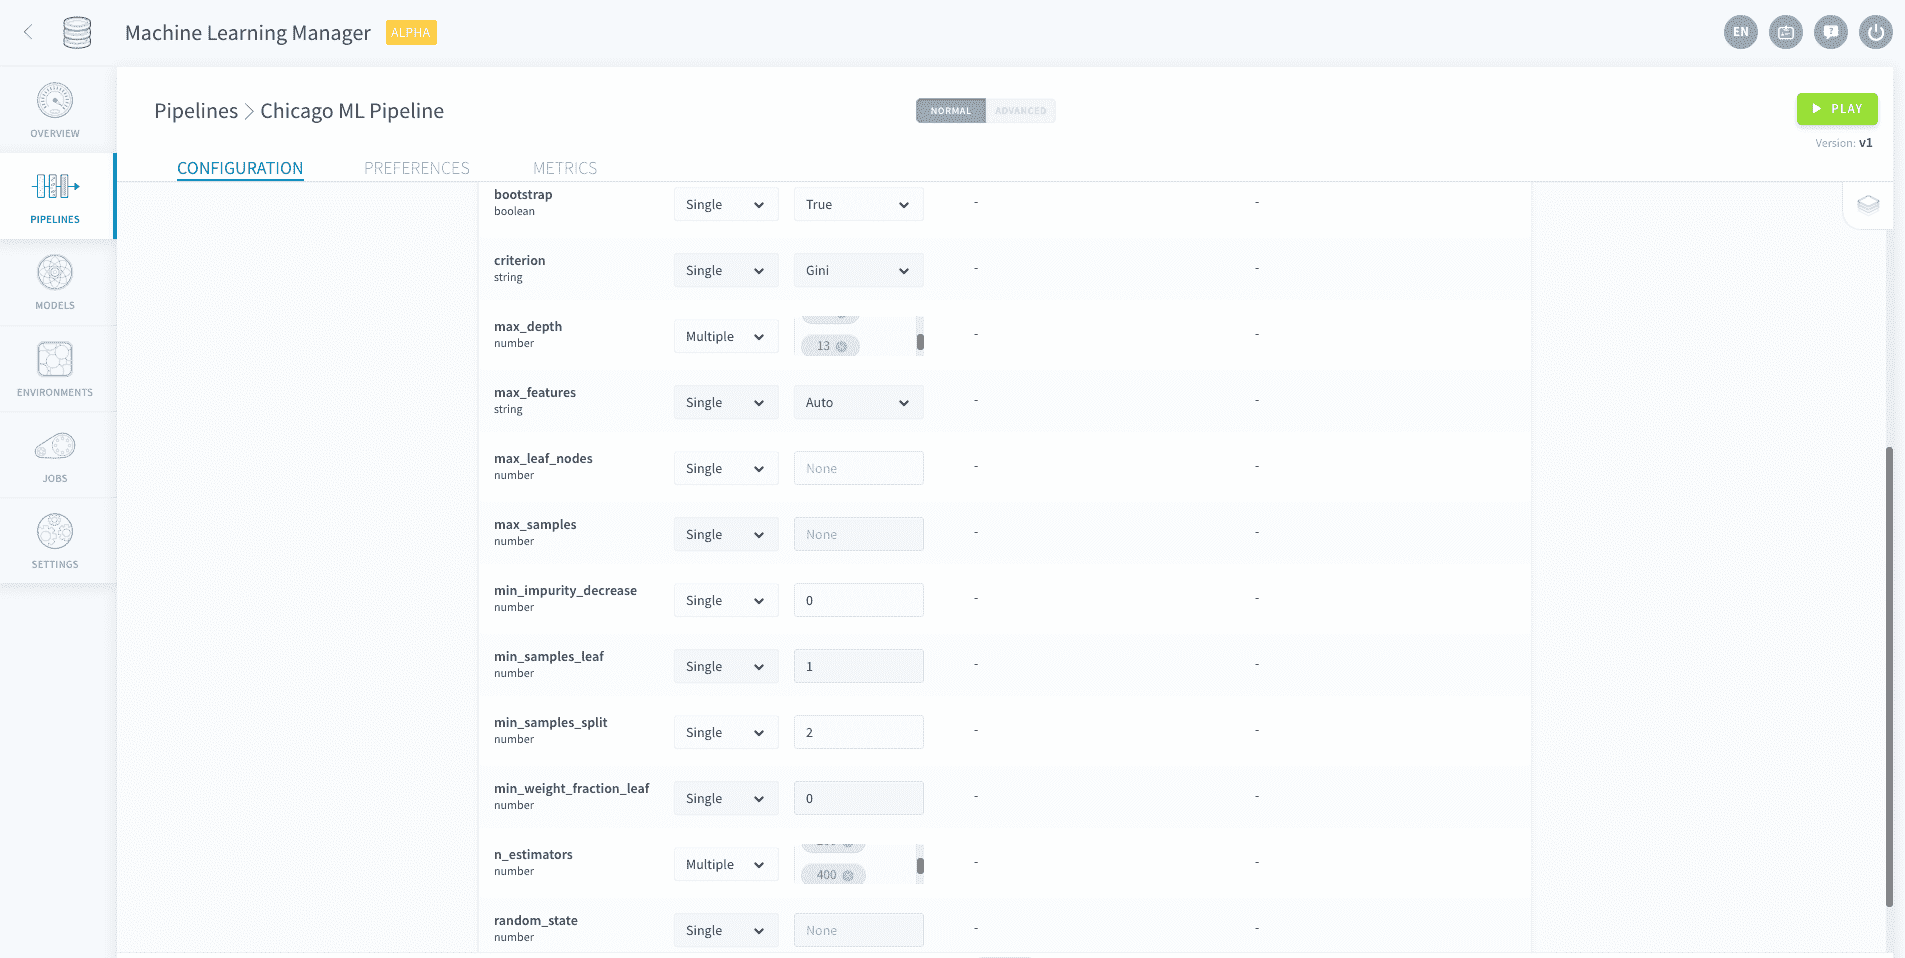 Machine Learning Manager ALPHA
EN
OVERVIEW
PIPELINES
MODELS
ENVIRONMENTS
JOBS
SETTINGS
Pipelines > Chicago ML Pipeline
NORMAL ADVANCED
PLAY
Version: v1
CONFIGURATION PREFERENCES METRICS
bootstrap
boolean
Single True - -
criterion
string
Single Gini - -
max_depth
number
Multiple 13 - -
max_features
string
Single Auto - -
max_leaf_nodes
number
Single None - -
max_samples
number
Single None - -
min_impurity_decrease
number
Single 0 - -
min_samples_leaf
number
Single 1 - -
min_samples_split
number
Single 2 - -
min_weight_fraction_leaf
number
Single 0 - -
n_estimators
number
Multiple 400 - -
random_state
number
Single None - -